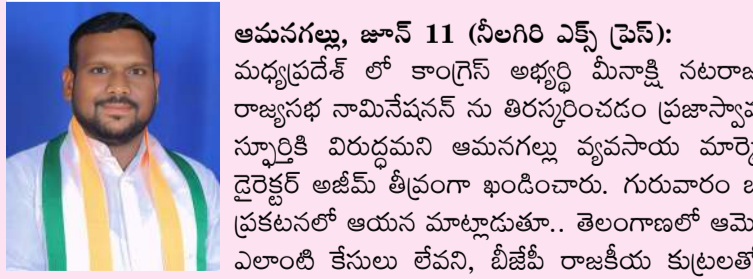 ఆమనగల్లు, జూన్ 11 (నీలగిరి ఎక్స్ ప్రెస్):
మధ్యప్రదేశ్ లో కాంగ్రెస్ అభ్యర్థి మీనాక్షి నటరాజ
రాజ్యసభ నామినేషనన్ ను తిరస్కరించడం ప్రజాస్వా
స్ఫూర్తికి విరుద్ధమని ఆమనగల్లు వ్యవసాయ మార్కె
డైరెక్టర్ అజీమ్ తీవ్రంగా ఖండించారు. గురువారం
ప్రకటనలో ఆయన మాట్లాడుతూ.. తెలంగాణలో ఆమె
ఎలాంటి కేసులు లేవని, బీజేపీ రాజకీయ కుట్రలతో